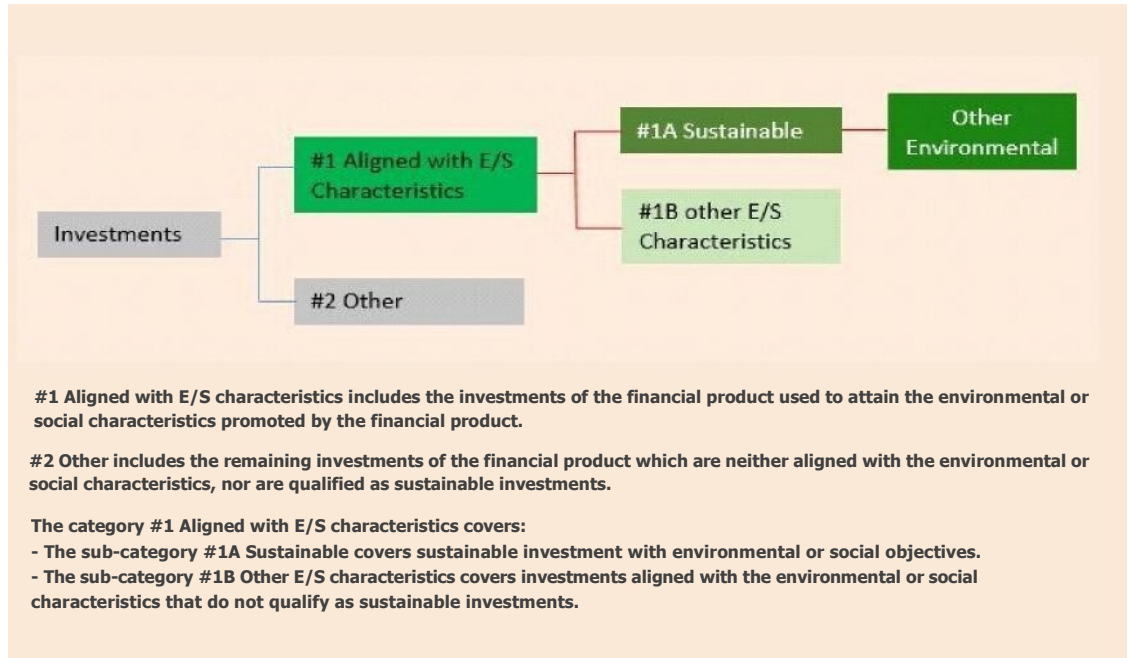 Investments
#1 Aligned with E/S
Characteristics
#2 Other
#1A Sustainable
#1B other E/S
Characteristics
Other
Environmental
#1 Aligned with E/S characteristics includes the investments of the financial product used to attain the environmental or
social characteristics promoted by the financial product.
#2 Other includes the remaining investments of the financial product which are neither aligned with the environmental or
social characteristics, nor are qualified as sustainable investments.
The category #1 Aligned with E/S characteristics covers:
- The sub-category #1A Sustainable covers sustainable investment with environmental or social objectives.
- The sub-category #1B Other E/S characteristics covers investments aligned with the environmental or social
characteristics that do not qualify as sustainable investments.